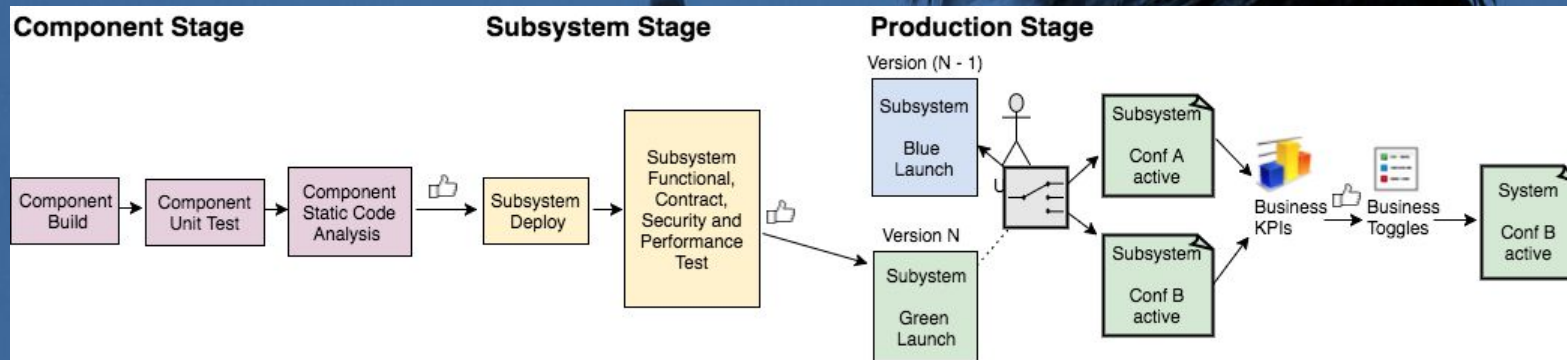 Component Stage
Subsystem Stage
Production Stage
Component
Build
Component
Unit Test
Component
Static Code
Analysis
Subsystem
Deploy
Subsystem
Functional,
Contract,
Security and
Performance
Test
Version (N - 1)
Subsystem
Blue
Launch
U
Version N
Subystem
Green
Launch
Subsystem
Conf A
active
Subsystem
Conf B
active
Business
KPIs
Business
Toggles
System
Conf B
active